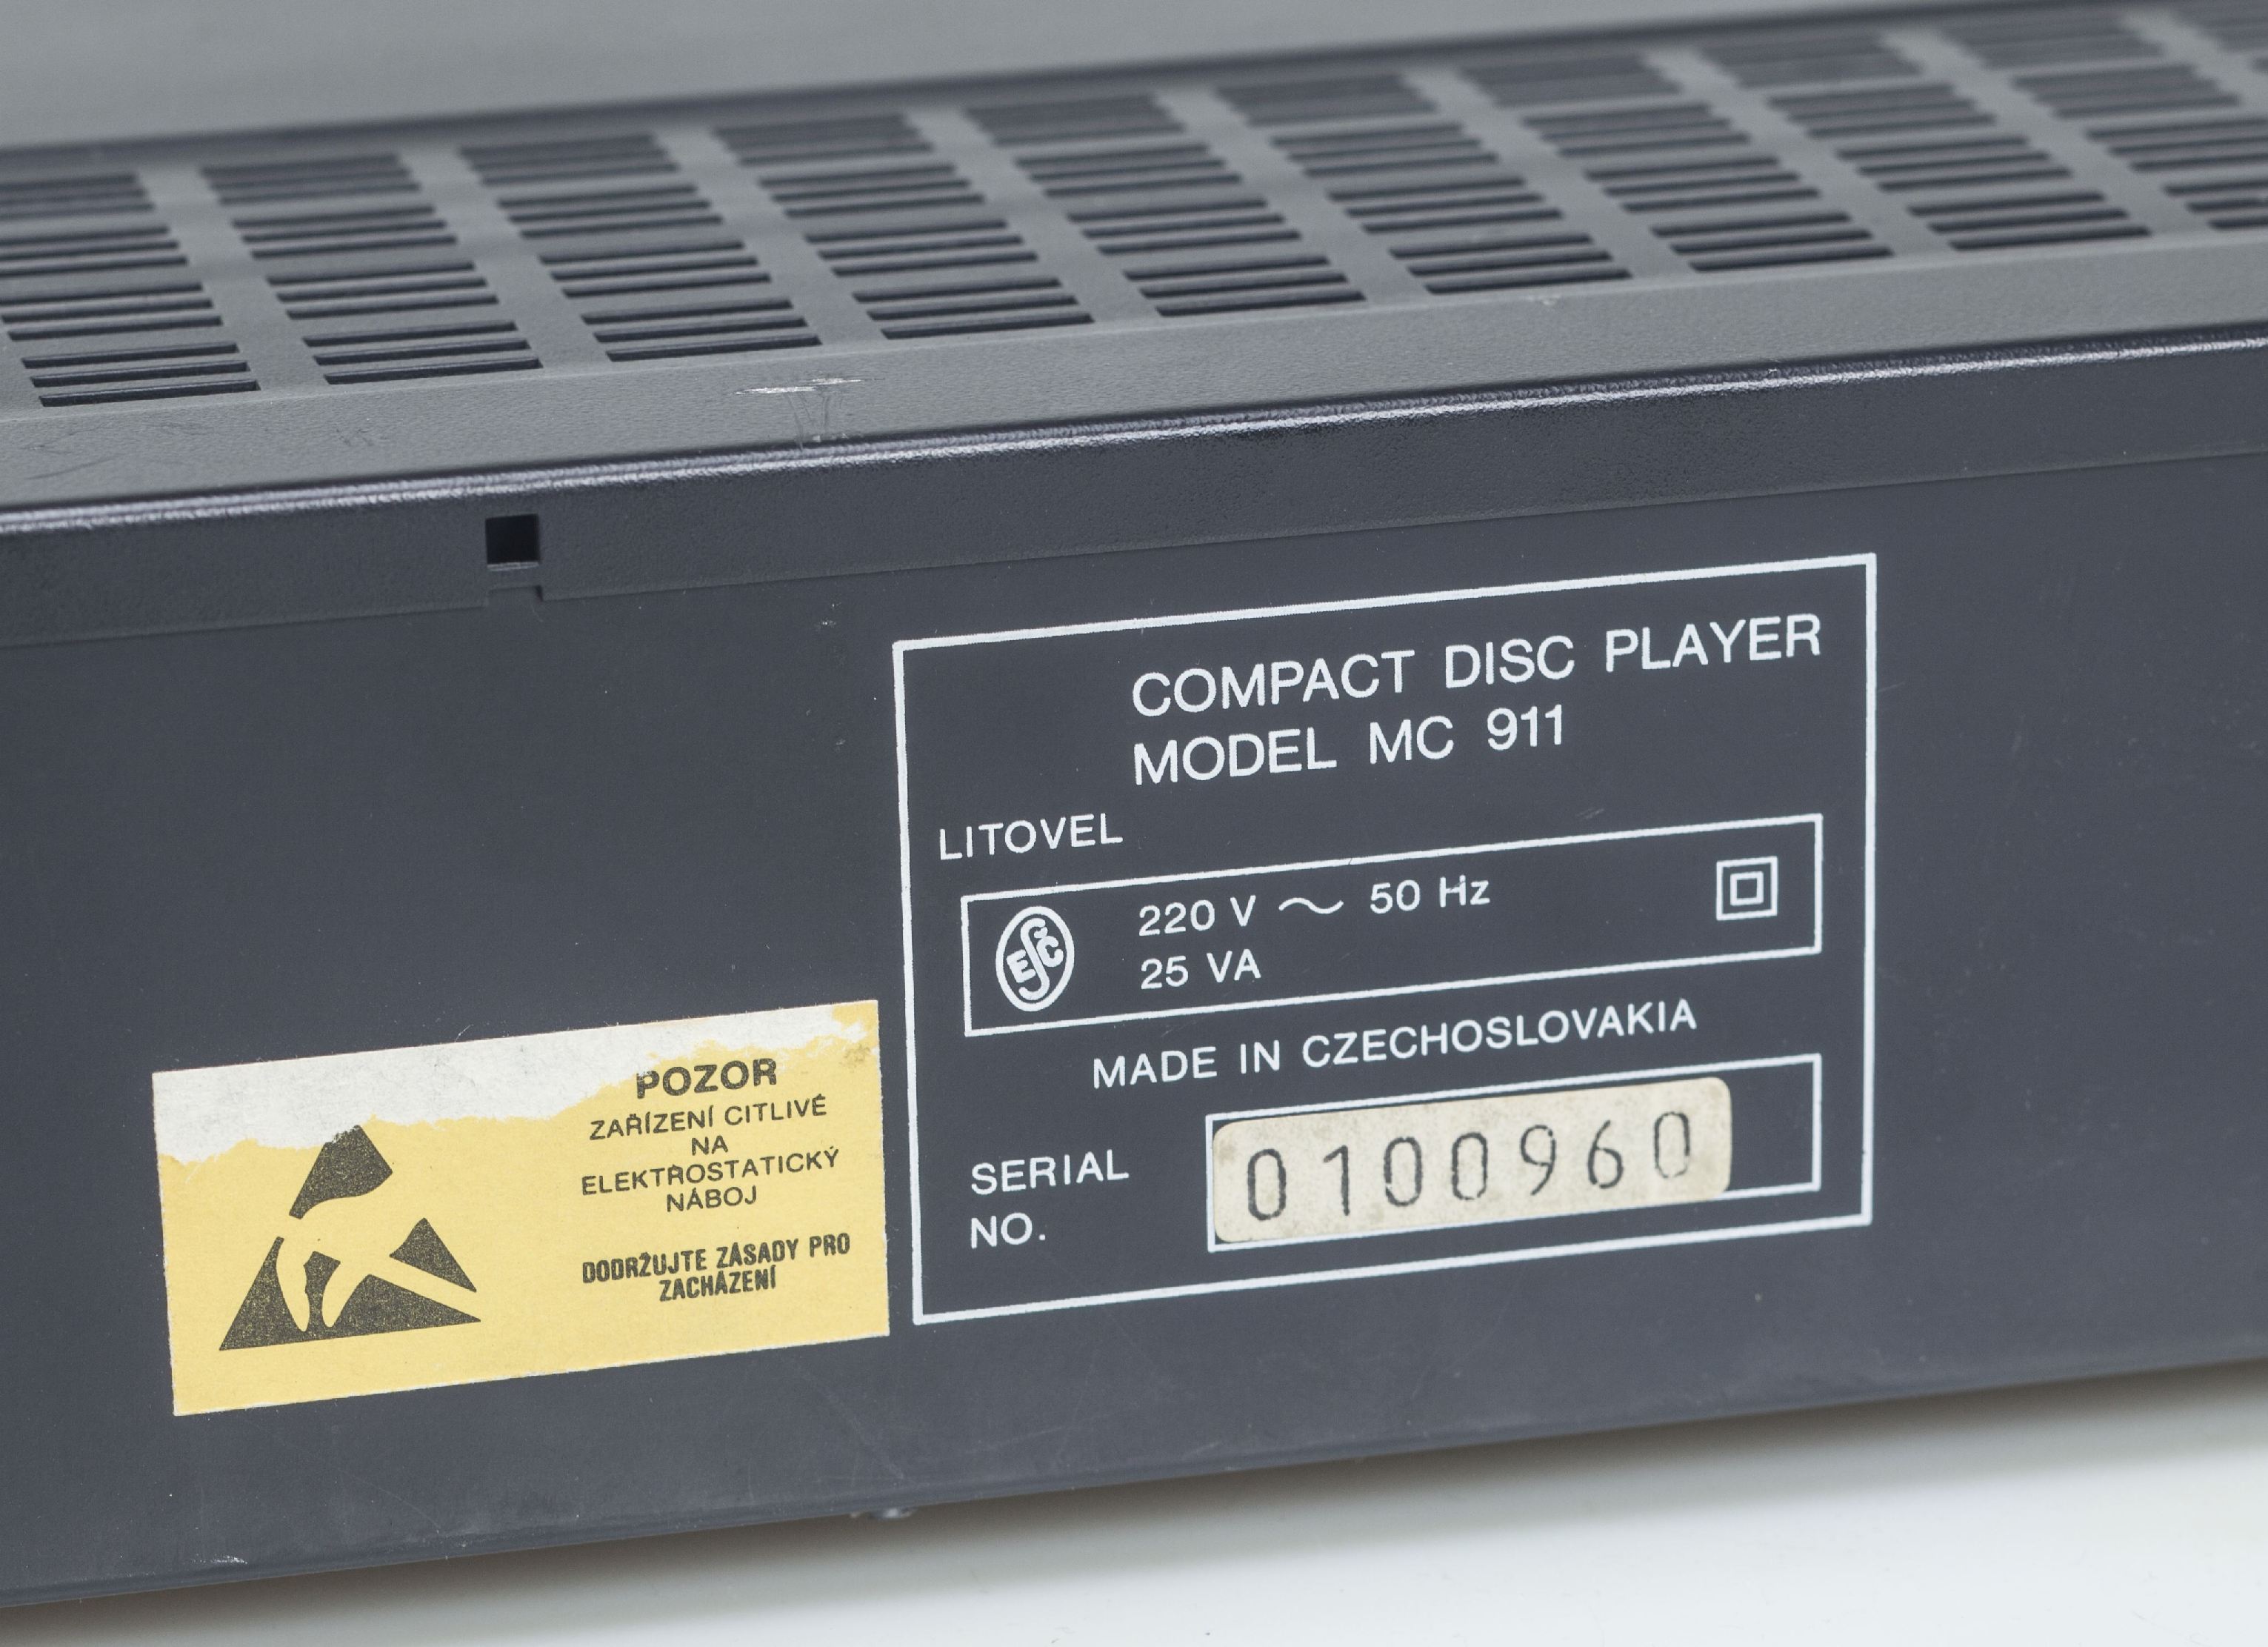 COMPACT DISC PLAYER
MODEL MC 911
LITOVEL
ESC
220 V ~ 50 Hz
25 VA
MADE IN CZECHOSLOVAKIA
SERIAL
NO.
0100960
POZOR
ZAŘÍZENÍ CITLIVÉ
NA
ELEKTROSTATICKÝ
NÁBOJ
DODRŽUJTE ZÁSADY PRO
ZACHÁZENÍ